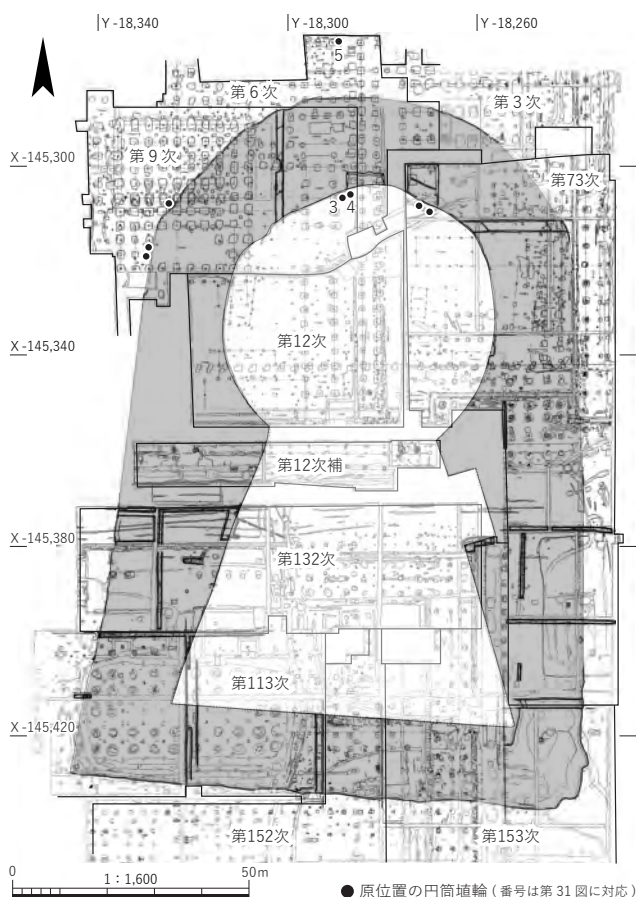 Y -18,340
Y -18,300
Y -18,260
5
第６次
第３次
X -145,300
第９次
第73次
3 4
X -145,340
第12次
第12次補
X -145,380
第132次
第113次
X -145,420
第152次
第153次
0
50m
1：1,600
● 原位置の円筒埴輪 ( 番号は第 31 図に対応 )